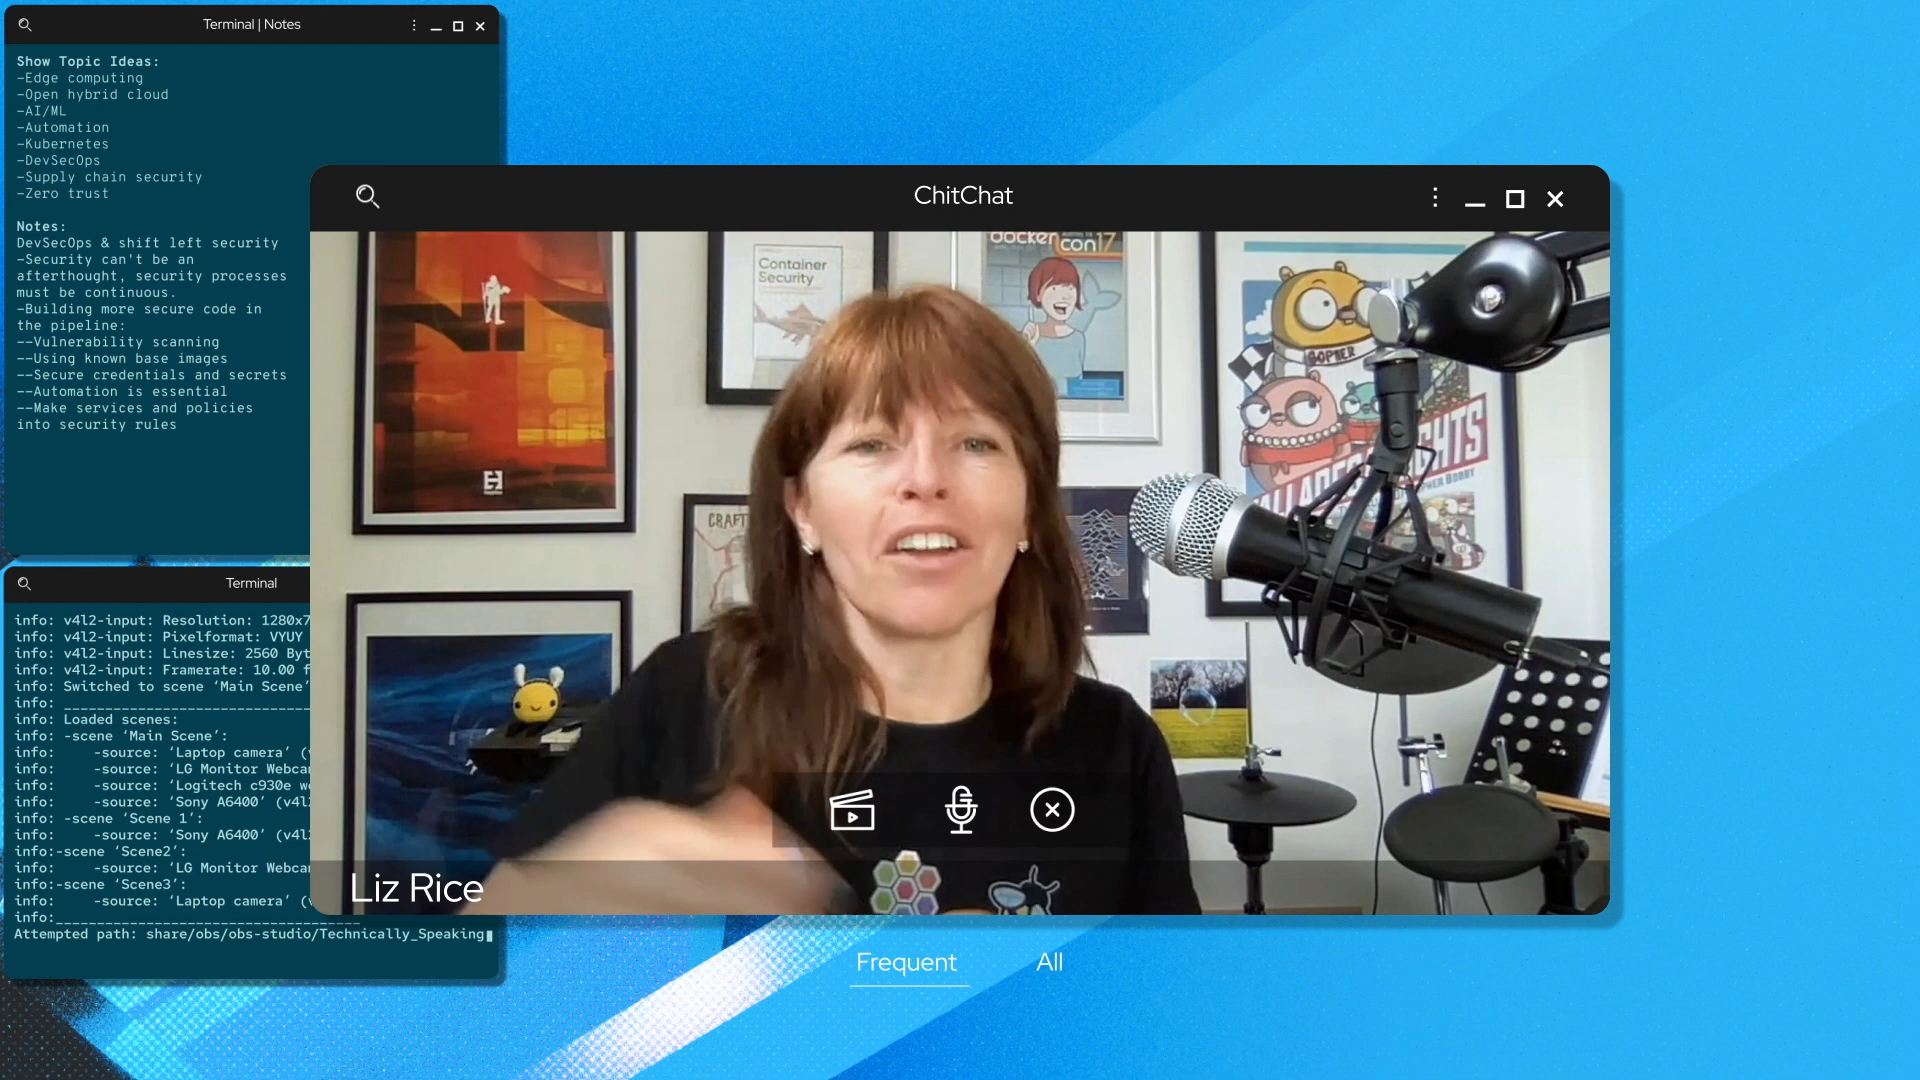 Terminal | Notes
Show Topic Ideas:
-Edge computing
-Open hybrid cloud
-AI/ML
-Automation
-Kubernetes
-DevSecOps
-Supply chain security
-Zero trust
Notes:
DevSecOps & shift left security
-Security can't be an
afterthought, security processes
must be continuous.
-Building more secure code in
the pipeline:
--Vulnerability scanning
--Using known base images
--Secure credentials and secrets
--Automation is essential
--Make services and policies
into security rules
Terminal
info: v4l2-input: Resolution: 1280x7
info: v4l2-input: Pixelformat: VYUY
info: v4l2-input: Linesize: 2560 Byt
info: v4l2-input: Framerate: 10.00 f
info: Switched to scene ‘Main Scene’
info: ______________________________
info: Loaded scenes:
info: -scene ‘Main Scene’:
info: -source: ‘Laptop camera’ (v
info: -source: ‘LG Monitor Webcam
info: -source: ‘Logitech c930e we
info: -source: ‘Sony A6400’ (v4l2
info: -scene ‘Scene 1’:
info: -source: ‘Sony A6400’ (v4l2
info:-scene ‘Scene2’:
info: -source: ‘LG Monitor Webcam
info:-scene ‘Scene3’:
info: -source: ‘Laptop camera’ (v
info:_____________________________________
Attempted path: share/obs/obs-studio/Technically_Speaking
ChitChat
docker con17
Container
Security
GOPHER
CRAFT
Liz Rice
Frequent
All